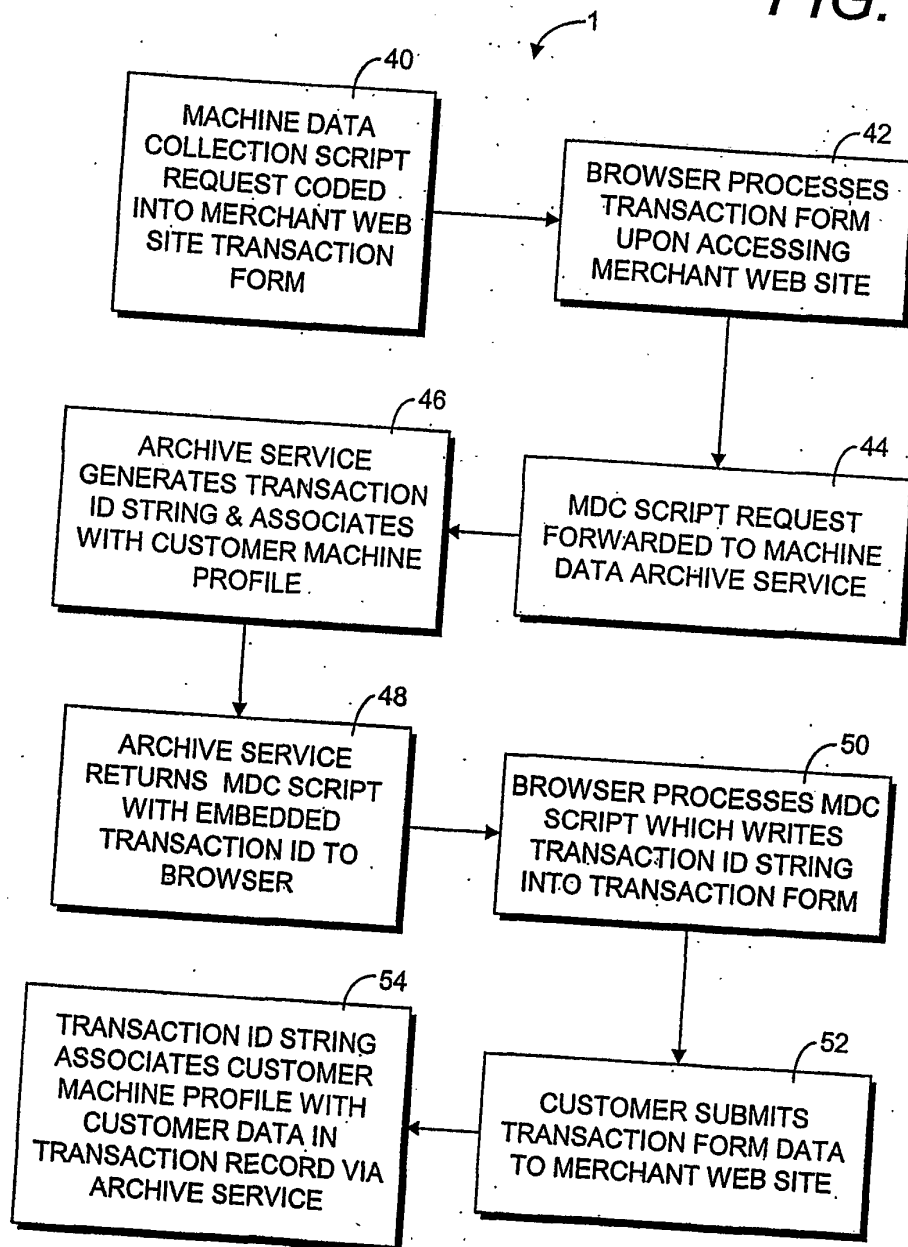 FIG.
1
40
MACHINE DATA
COLLECTION SCRIPT
REQUEST CODED
INTO MERCHANT WEB
SITE TRANSACTION
FORM
42
BROWSER PROCESSES
TRANSACTION FORM
UPON ACCESSING
MERCHANT WEB SITE
44
MDC SCRIPT REQUEST
FORWARDED TO MACHINE
DATA ARCHIVE SERVICE
46
ARCHIVE SERVICE
GENERATES TRANSACTION
ID STRING & ASSOCIATES
WITH CUSTOMER MACHINE
PROFILE
48
ARCHIVE SERVICE
RETURNS MDC SCRIPT
WITH EMBEDDED
TRANSACTION ID TO
BROWSER
50
BROWSER PROCESSES MDC
SCRIPT WHICH WRITES
TRANSACTION ID STRING
INTO TRANSACTION FORM
52
CUSTOMER SUBMITS
TRANSACTION FORM DATA
TO MERCHANT WEB SITE
54
TRANSACTION ID STRING
ASSOCIATES CUSTOMER
MACHINE PROFILE WITH
CUSTOMER DATA IN
TRANSACTION RECORD VIA
ARCHIVE SERVICE